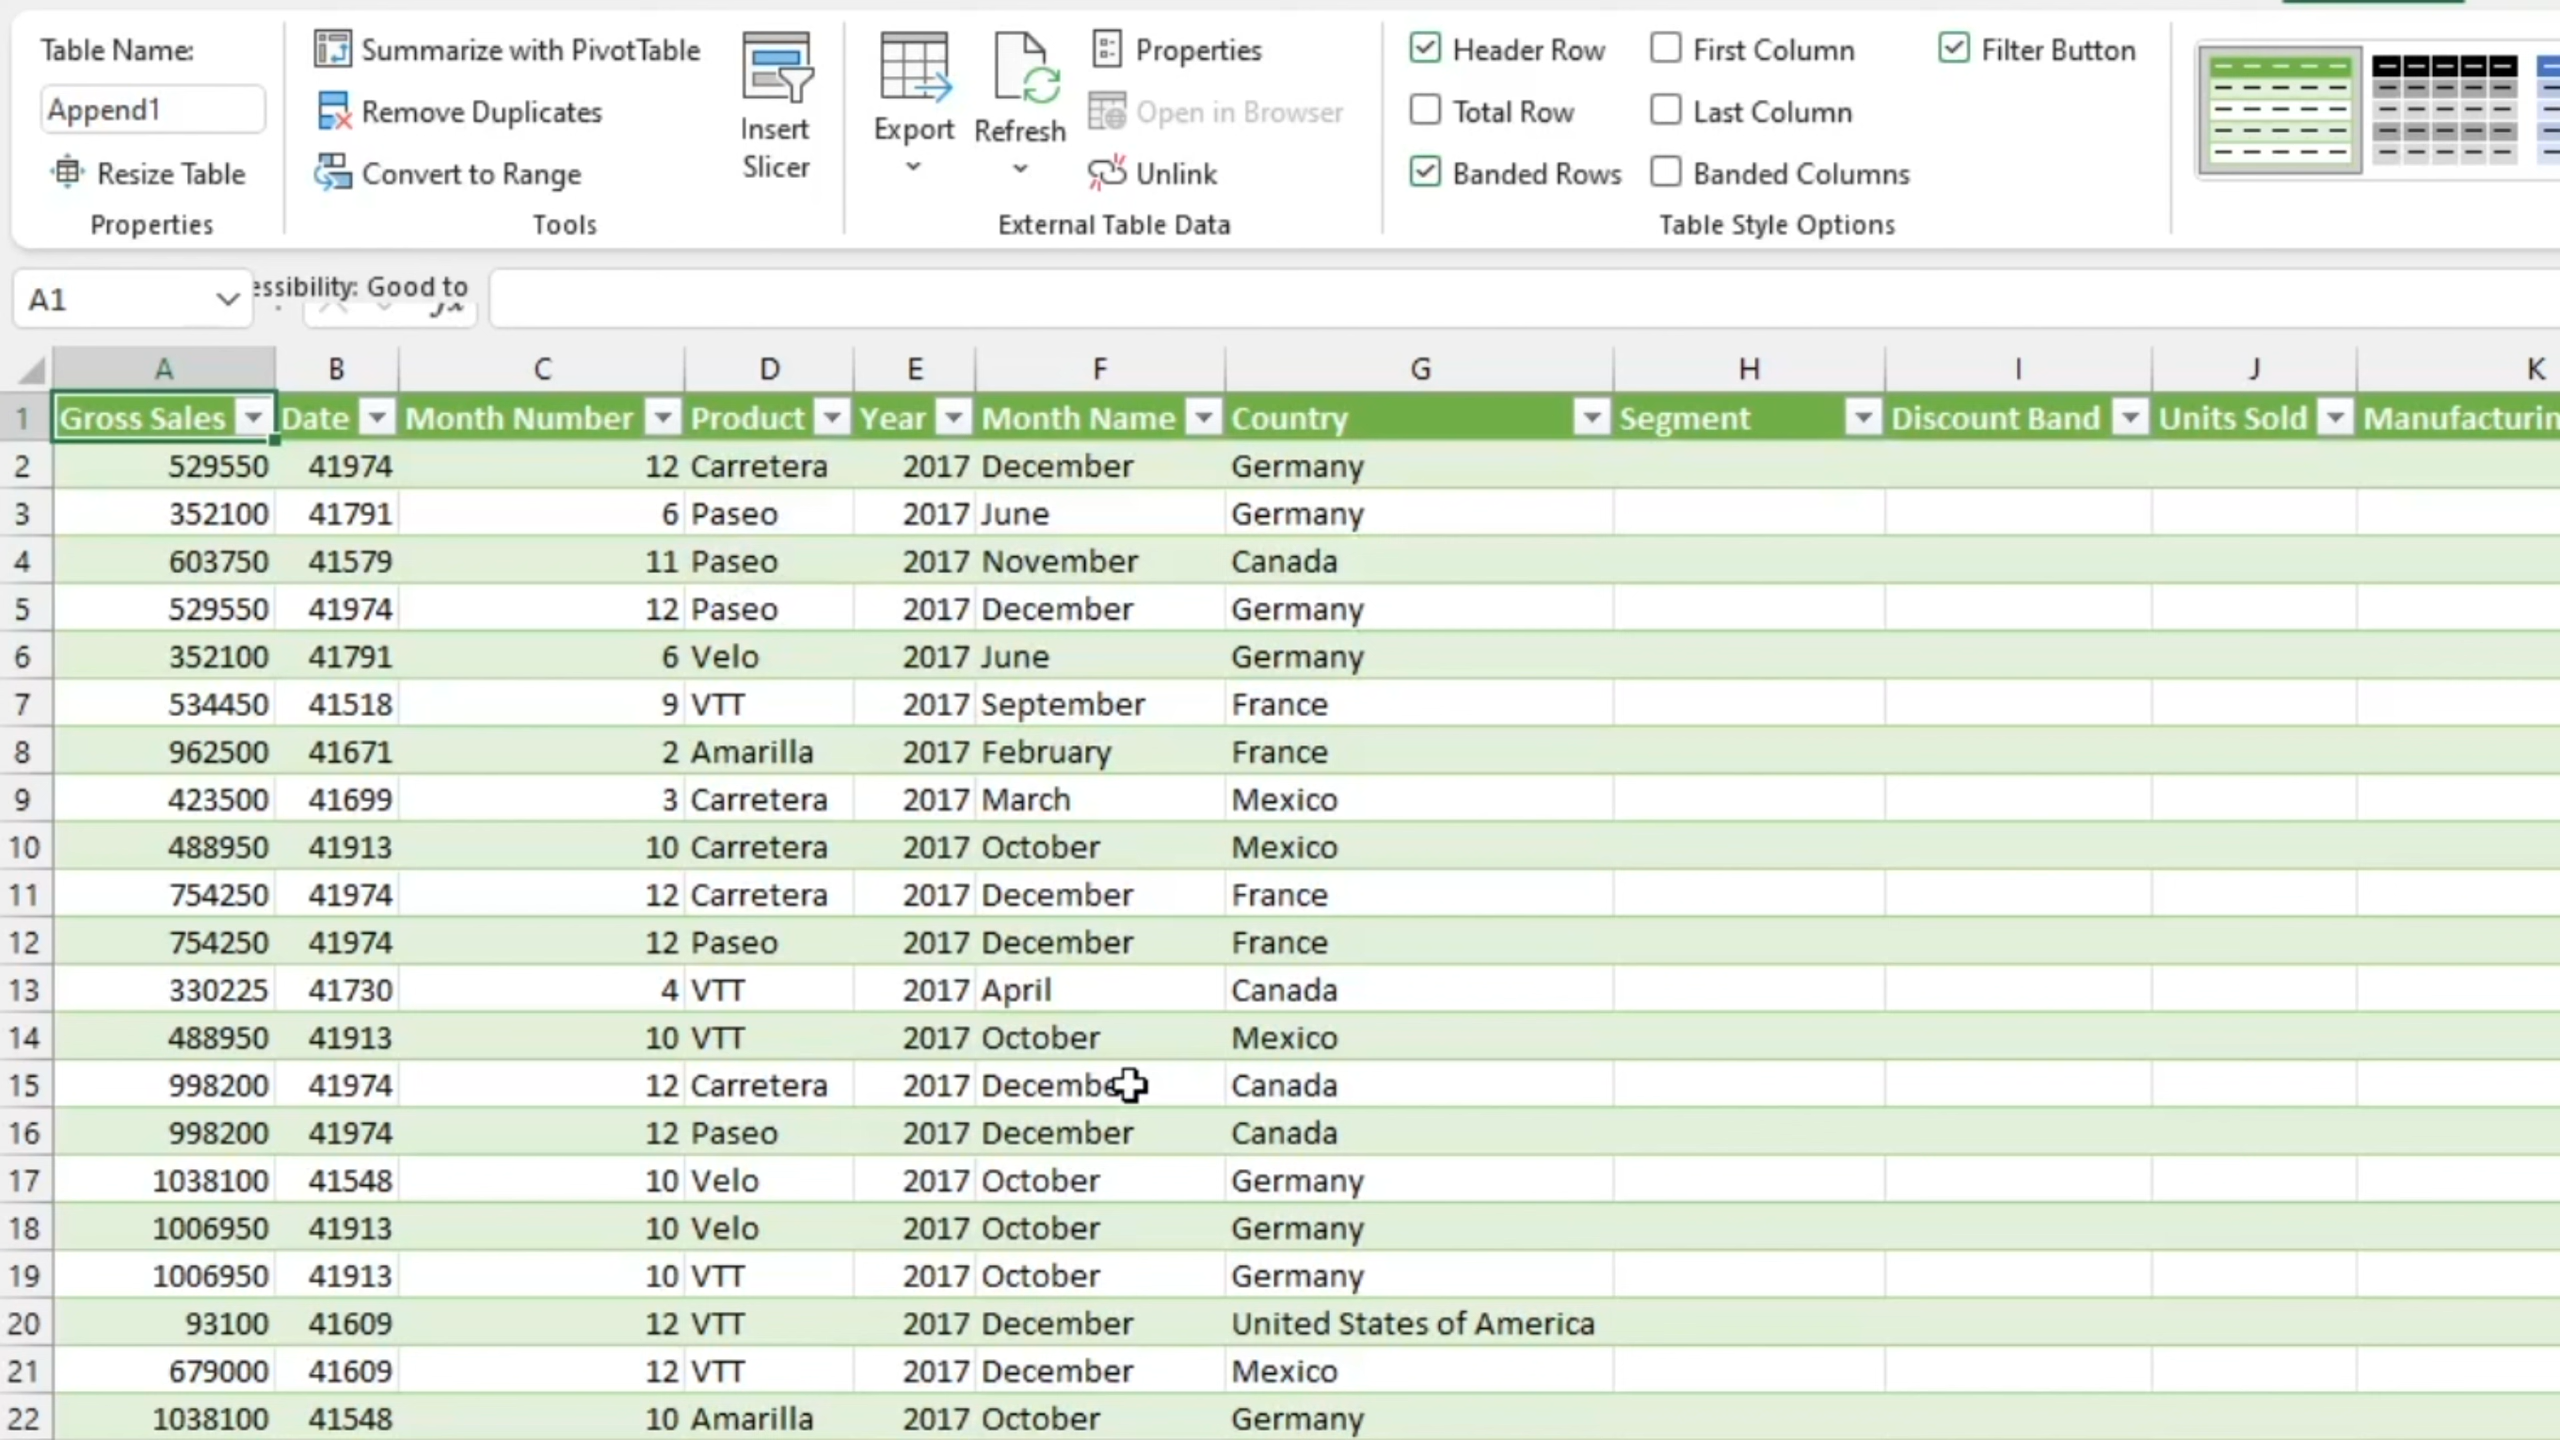 Table Name:
Append1
Resize Table
Properties
Summarize with PivotTable
Remove Duplicates
Convert to Range
Tools
Insert
Slicer
Export
Refresh
Properties
Open in Browser
Unlink
External Table Data
Header Row
First Column
Filter Button
Total Row
Last Column
Banded Rows
Banded Columns
Table Style Options
A1
essibility: Good to
A B C D E F G H I J K
1 Gross Sales Date Month Number Product Year Month Name Country Segment Discount Band Units Sold Manufacturin
2 529550 41974 12 Carretera 2017 December Germany
3 352100 41791 6 Paseo 2017 June Germany
4 603750 41579 11 Paseo 2017 November Canada
5 529550 41974 12 Paseo 2017 December Germany
6 352100 41791 6 Velo 2017 June Germany
7 534450 41518 9 VTT 2017 September France
8 962500 41671 2 Amarilla 2017 February France
9 423500 41699 3 Carretera 2017 March Mexico
10 488950 41913 10 Carretera 2017 October Mexico
11 754250 41974 12 Carretera 2017 December France
12 754250 41974 12 Paseo 2017 December France
13 330225 41730 4 VTT 2017 April Canada
14 488950 41913 10 VTT 2017 October Mexico
15 998200 41974 12 Carretera 2017 Decembe Canada
16 998200 41974 12 Paseo 2017 December Canada
17 1038100 41548 10 Velo 2017 October Germany
18 1006950 41913 10 Velo 2017 October Germany
19 1006950 41913 10 VTT 2017 October Germany
20 93100 41609 12 VTT 2017 December United States of America
21 679000 41609 12 VTT 2017 December Mexico
22 1038100 41548 10 Amarilla 2017 October Germany